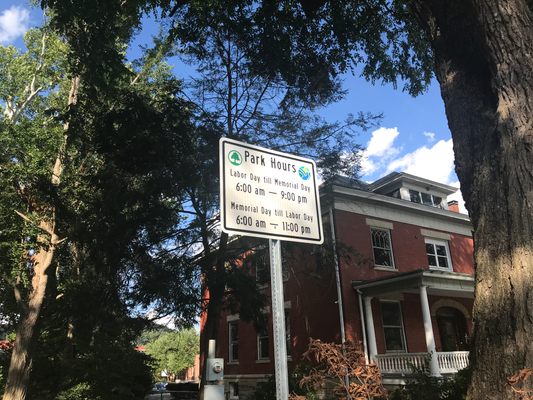 Park Hours
Labor Day till Memorial Day
6:00 am — 9:00 pm
Memorial Day till Labor Day
6:00 am — 11:00 pm